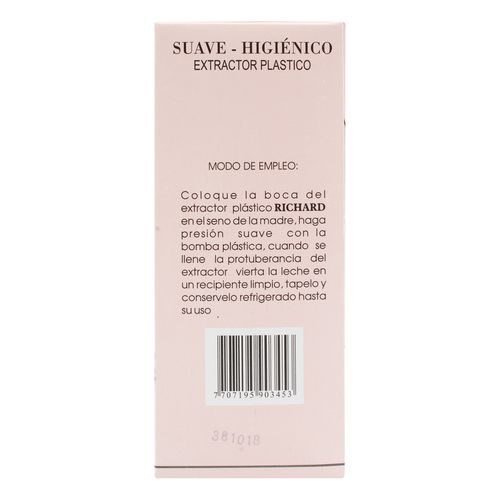 SUAVE - HIGIÉNICO
EXTRACTOR PLASTICO
MODO DE EMPLEO:
Coloque la boca del
extractor plástico RICHARD
en el seno de la madre, haga
presión suave con la
bomba plástica, cuando se
llene la protuberancia del
extractor vierta la leche en
un recipiente limpio, tapelo y
conservelo refrigerado hasta
su uso
7 707195 903453
381018